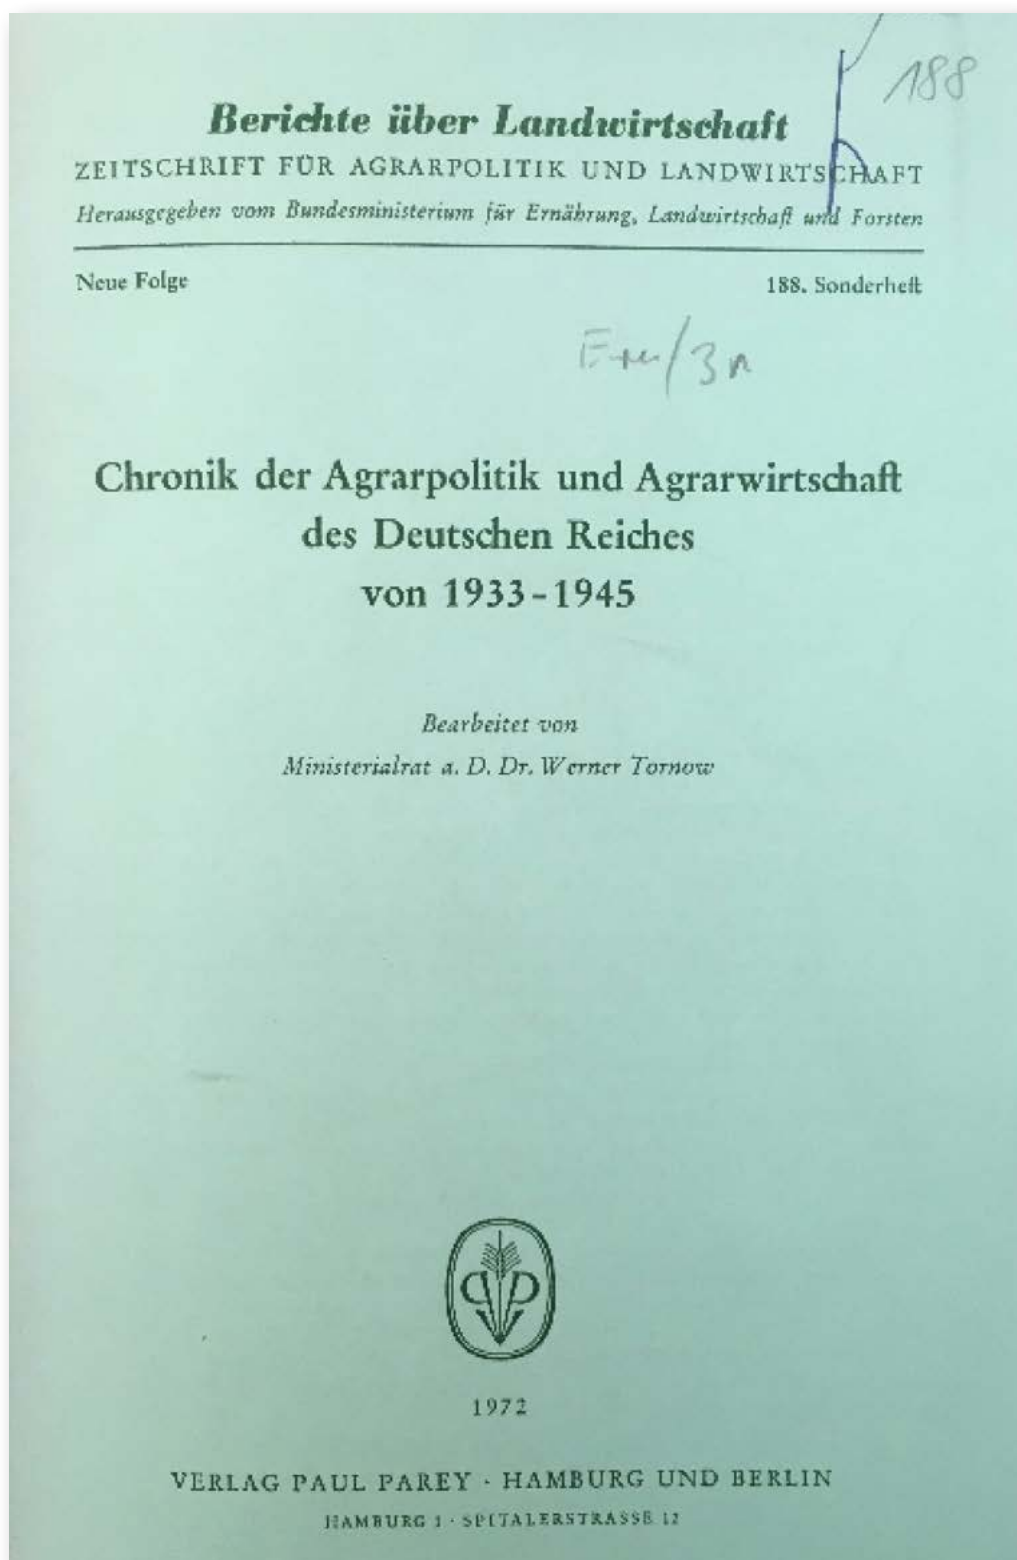 188
Berichte über Landwirtschaft
ZEITSCHRIFT FÜR AGRARPOLITIK UND LANDWIRTSCHAFT
Herausgegeben vom Bundesministerium für Ernährung, Landwirtschaft und Forsten
Neue Folge
188. Sonderheft
Chronik der Agrarpolitik und Agrarwirtschaft
des Deutschen Reiches
von 1933-1945
Bearbeitet von
Ministerialrat a. D. Dr. Werner Tornow
1972
VERLAG PAUL PAREY · HAMBURG UND BERLIN
HAMBURG 1 · SPITALERSTRASSE 12